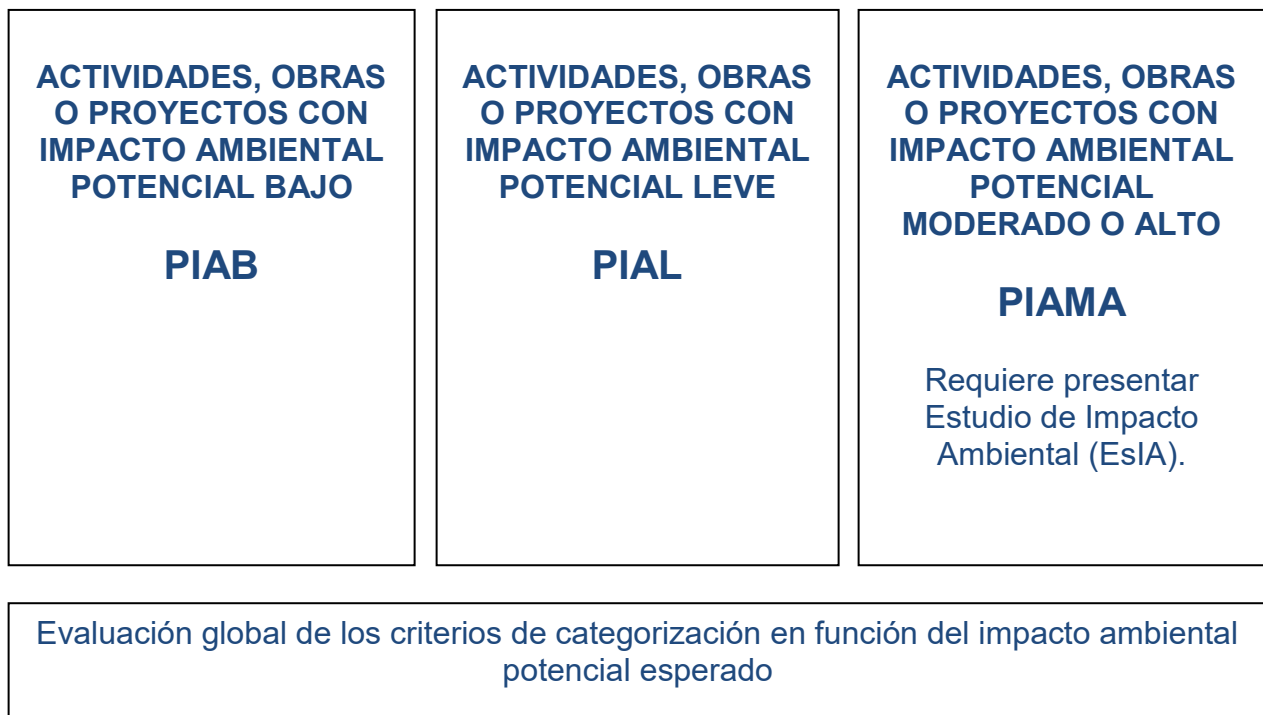 ACTIVIDADES, OBRAS
O PROYECTOS CON
IMPACTO AMBIENTAL
POTENCIAL BAJO
PIAB
ACTIVIDADES, OBRAS
O PROYECTOS CON
IMPACTO AMBIENTAL
POTENCIAL LEVE
PIAL
ACTIVIDADES, OBRAS
O PROYECTOS CON
IMPACTO AMBIENTAL
POTENCIAL
MODERADO O ALTO
PIAMA
Requiere presentar
Estudio de Impacto
Ambiental (EsIA).
Evaluación global de los criterios de categorización en función del impacto ambiental
potencial esperado